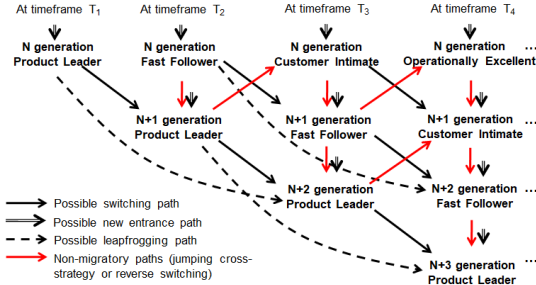 At timeframe T1 At timeframe T2 At timeframe T3 At timeframe T4
N generation
Product Leader
N generation
Fast Follower
N generation
Customer Intimate
N generation
Operationally Excellent
...
N+1 generation
Product Leader
N+1 generation
Fast Follower
N+1 generation
Customer Intimate
...
N+2 generation
Product Leader
N+2 generation
Fast Follower
...
N+3 generation
Product Leader
...
Possible switching path
Possible new entrance path
Possible leapfrogging path
Non-migratory paths (jumping cross-
strategy or reverse switching)